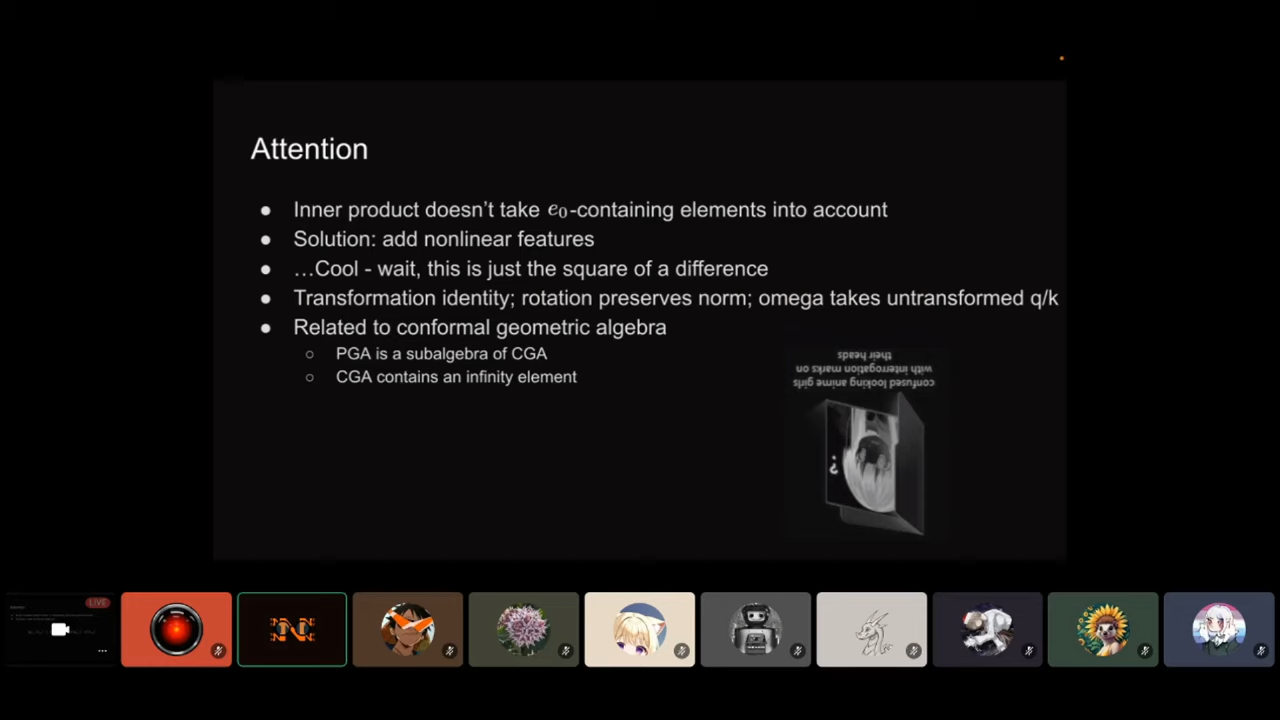 Attention
Inner product doesn't take e0-containing elements into account
Solution: add nonlinear features
…Cool - wait, this is just the square of a difference
Transformation identity; rotation preserves norm; omega takes untransformed q/k
Related to conformal geometric algebra
PGA is a subalgebra of CGA
CGA contains an infinity element
confused looking anime girls
with interrogation marks on
their heads
?
LIVE